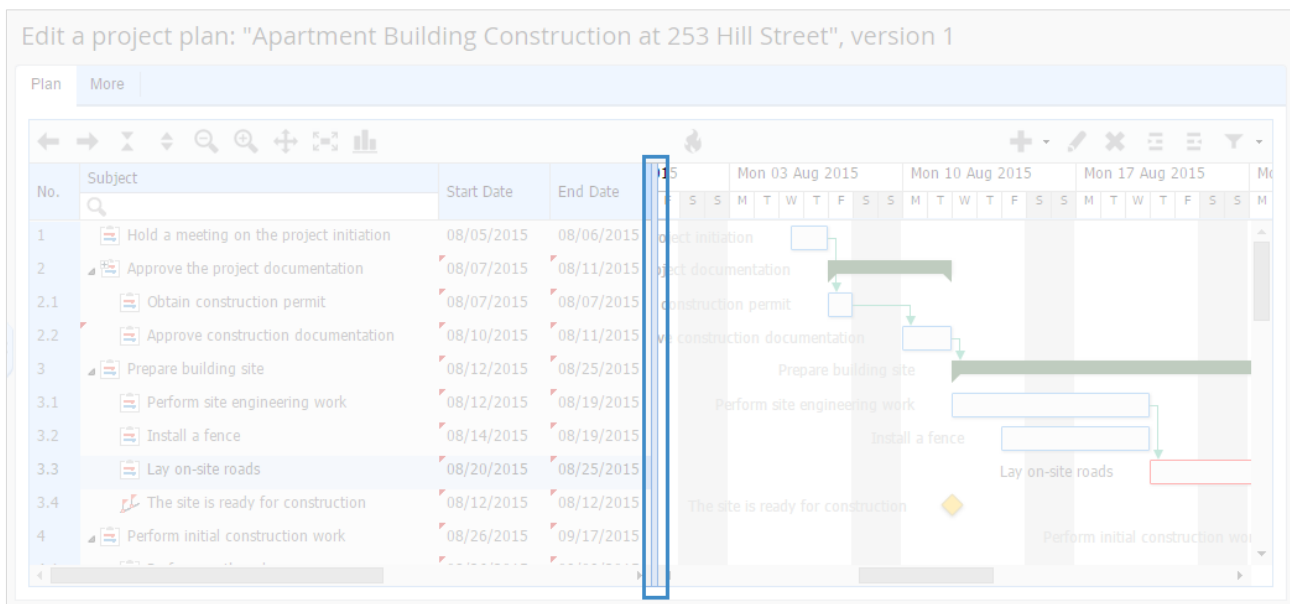 Edit a project plan: "Apartment Building Construction at 253 Hill Street", version 1
Plan More
Mon 03 Aug 2015 Mon 10 Aug 2015 Mon 17 Aug 2015
No. Subject Start Date End Date
F S S M T W T F S S M T W T F S S M T W T F S S M
1 Hold a meeting on the project initiation 08/05/2015 08/06/2015 initiation
2 Approve the project documentation 08/07/2015 08/11/2015 documentation
2.1 Obtain construction permit 08/07/2015 08/07/2015 construction permit
2.2 Approve construction documentation 08/10/2015 08/11/2015 construction documentation
3 Prepare building site 08/12/2015 08/25/2015 Prepare building site
3.1 Perform site engineering work 08/12/2015 08/19/2015 Perform site engineering work
3.2 Install a fence 08/14/2015 08/19/2015 Install a fence
3.3 Lay on-site roads 08/20/2015 08/25/2015 Lay on-site roads
3.4 The site is ready for construction 08/12/2015 08/12/2015 The site is ready for construction
4 Perform initial construction work 08/26/2015 09/17/2015 Perform initial construction